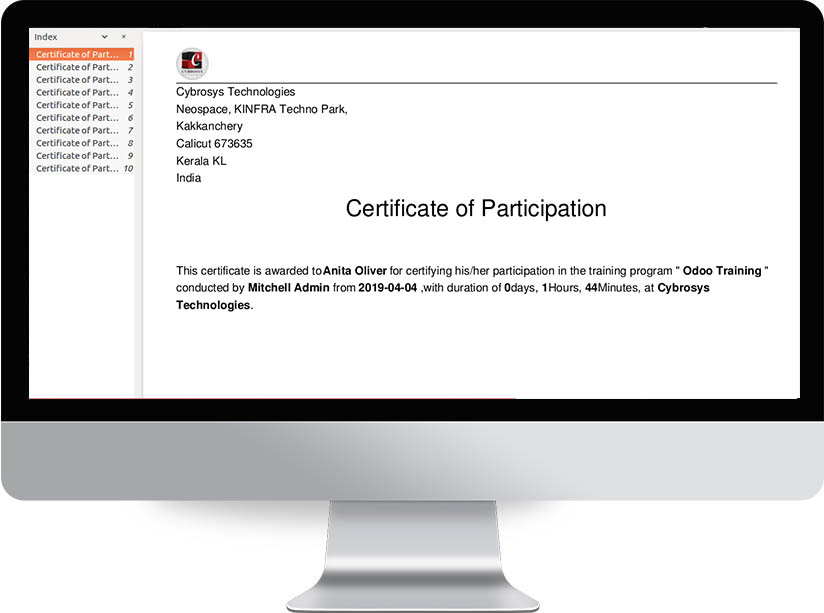 Index
Certificate of Part... 1
Certificate of Part... 2
Certificate of Part... 3
Certificate of Part... 4
Certificate of Part... 5
Certificate of Part... 6
Certificate of Part... 7
Certificate of Part... 8
Certificate of Part... 9
Certificate of Part... 10
CYBROSYS
Cybrosys Technologies
Neospace, KINFRA Techno Park,
Kakkanchery
Calicut 673635
Kerala KL
India
Certificate of Participation
This certificate is awarded toAnita Oliver for certifying his/her participation in the training program " Odoo Training "
conducted by Mitchell Admin from 2019-04-04 ,with duration of 0days, 1Hours, 44Minutes, at Cybrosys
Technologies.